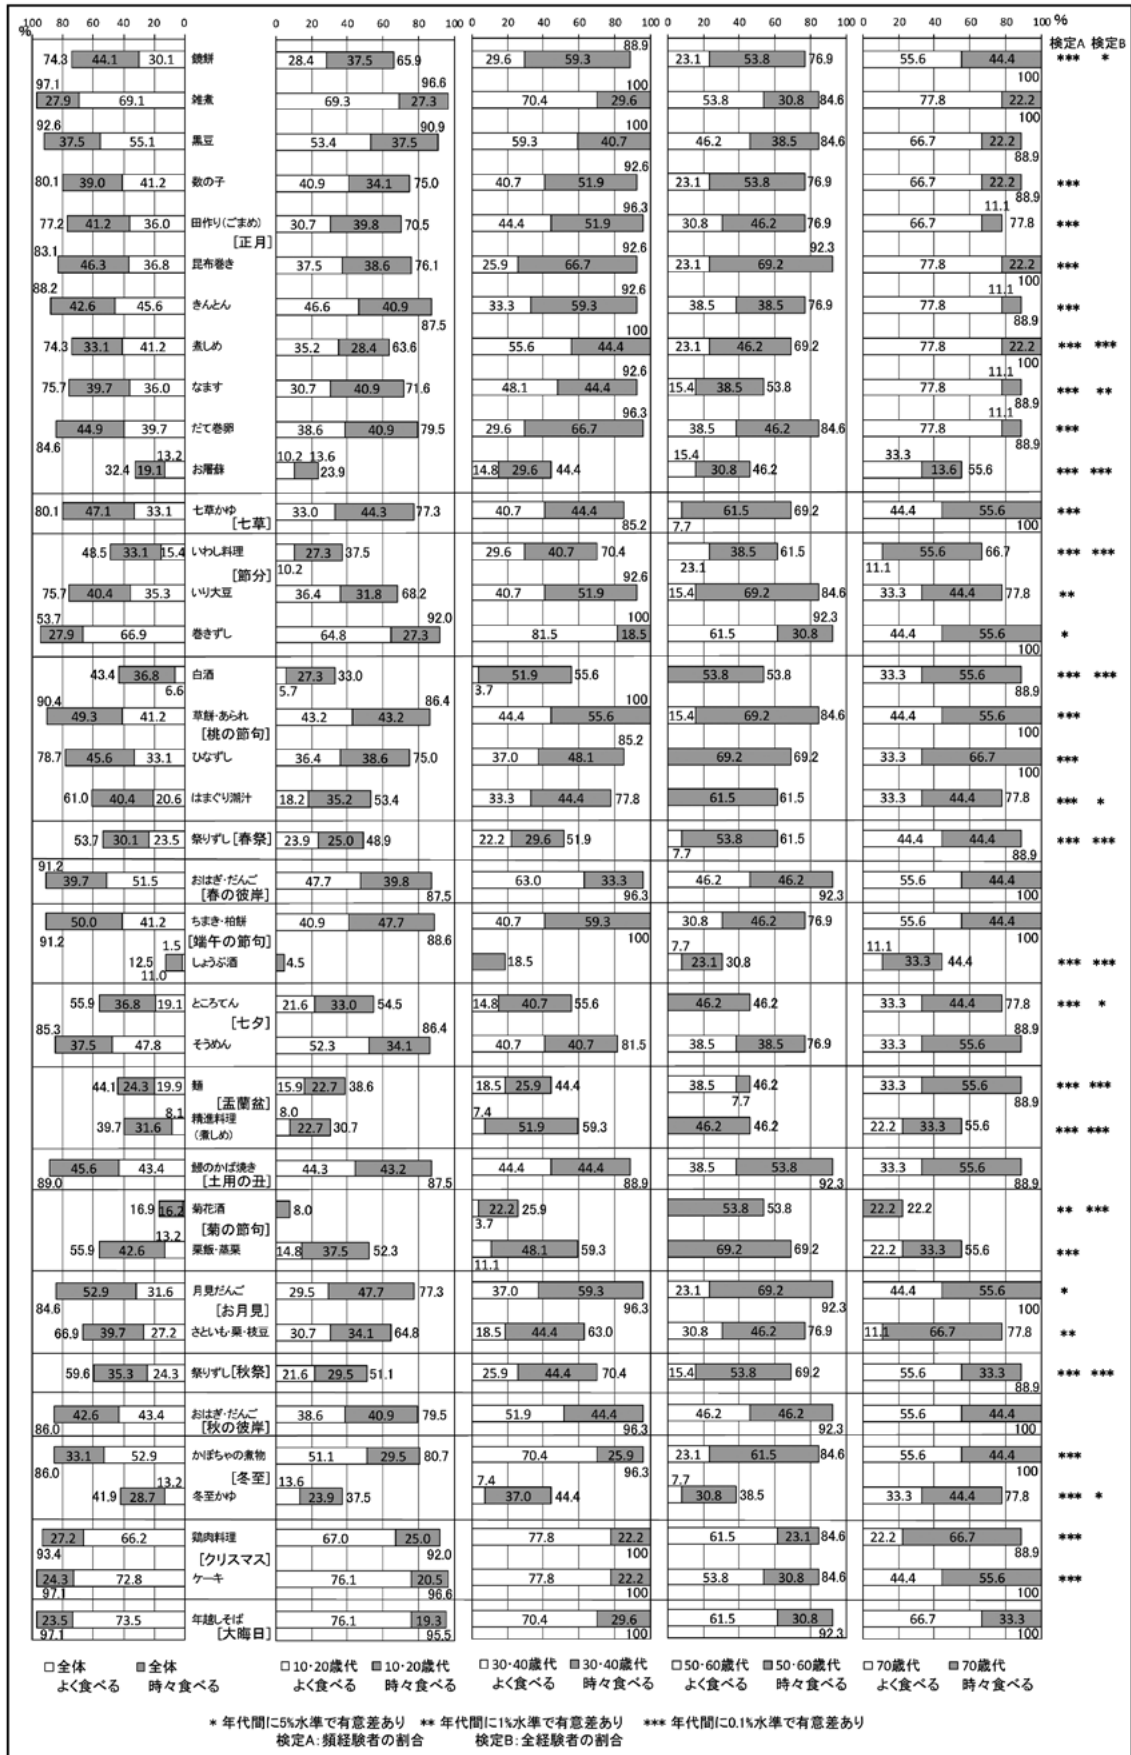 100 80 60 40 20 0
0 20 40 60 80 100
0 20 40 60 80 100
0 20 40 60 80 100
0 20 40 60 80 100 %
%
検定A 検定B
74.3 44.1 30.1 鏡餅 28.4 37.5 65.9 29.6 59.3 88.9 23.1 53.8 76.9 55.6 44.4 100 *** *
97.1 27.9 69.1 雑煮 69.3 27.3 96.6 70.4 29.6 100 53.8 30.8 84.6 77.8 22.2 100
92.6 37.5 55.1 黒豆 53.4 37.5 90.9 59.3 40.7 100 46.2 38.5 84.6 66.7 22.2 88.9
80.1 39.0 41.2 数の子 40.9 34.1 75.0 40.7 51.9 92.6 23.1 53.8 76.9 66.7 22.2 88.9 ***
77.2 41.2 36.0 田作り(ごまめ) 30.7 39.8 70.5 44.4 51.9 96.3 30.8 46.2 76.9 66.7 11.1 77.8 ***
[正月]
83.1 46.3 36.8 昆布巻き 37.5 38.6 76.1 25.9 66.7 92.6 23.1 69.2 92.3 77.8 22.2 100 ***
88.2 42.6 45.6 きんとん 46.6 40.9 87.5 33.3 59.3 92.6 38.5 38.5 76.9 77.8 11.1 88.9 ***
74.3 33.1 41.2 煮しめ 35.2 28.4 63.6 55.6 44.4 100 23.1 46.2 69.2 77.8 22.2 100 *** ***
75.7 39.7 36.0 なます 30.7 40.9 71.6 48.1 44.4 92.6 15.4 38.5 53.8 77.8 11.1 88.9 *** **
84.6 44.9 39.7 だて巻卵 38.6 40.9 79.5 29.6 66.7 96.3 38.5 46.2 84.6 77.8 11.1 88.9 ***
32.4 19.1 13.2 お屠蘇 10.2 13.6 23.9 14.8 29.6 44.4 15.4 30.8 46.2 33.3 13.6 55.6 *** ***
80.1 47.1 33.1 七草かゆ 33.0 44.3 77.3 40.7 44.4 85.2 7.7 61.5 69.2 44.4 55.6 100 ***
[七草]
48.5 33.1 15.4 いわし料理 10.2 27.3 37.5 29.6 40.7 70.4 23.1 38.5 61.5 11.1 55.6 66.7 *** ***
[節分]
75.7 40.4 35.3 いり大豆 36.4 31.8 68.2 40.7 51.9 92.6 15.4 69.2 84.6 33.3 44.4 77.8 **
53.7 27.9 66.9 巻きずし 64.8 27.3 92.0 81.5 18.5 100 61.5 30.8 92.3 44.4 55.6 *
43.4 36.8 6.6 白酒 5.7 27.3 33.0 3.7 51.9 55.6 53.8 53.8 33.3 55.6 88.9 *** ***
90.4 49.3 41.2 草餅・あられ 43.2 43.2 86.4 44.4 55.6 100 15.4 69.2 84.6 44.4 55.6 100 ***
[桃の節句]
78.7 45.6 33.1 ひなずし 36.4 38.6 75.0 37.0 48.1 85.2 69.2 69.2 33.3 66.7 100 ***
61.0 40.4 20.6 はまぐり潮汁 18.2 35.2 53.4 33.3 44.4 77.8 61.5 61.5 33.3 44.4 77.8 *** *
53.7 30.1 23.5 祭りずし[春祭] 23.9 25.0 48.9 22.2 29.6 51.9 7.7 53.8 61.5 44.4 44.4 88.9 *** ***
91.2 39.7 51.5 おはぎ・だんご 47.7 39.8 87.5 63.0 33.3 96.3 46.2 46.2 92.3 55.6 44.4 100
[春の彼岸]
91.2 50.0 41.2 ちまき・柏餅 40.9 47.7 88.6 40.7 59.3 100 30.8 46.2 76.9 55.6 44.4 100
[端午の節句]
12.5 11.0 1.5 しょうぶ酒 4.5 18.5 7.7 23.1 30.8 11.1 33.3 44.4 *** ***
55.9 36.8 19.1 ところてん 21.6 33.0 54.5 14.8 40.7 55.6 46.2 46.2 33.3 44.4 77.8 *** *
[七夕]
85.3 37.5 47.8 そうめん 52.3 34.1 86.4 40.7 40.7 81.5 38.5 38.5 76.9 33.3 55.6 88.9
44.1 24.3 19.9 麺 15.9 22.7 38.6 18.5 25.9 44.4 38.5 7.7 46.2 33.3 55.6 88.9 *** ***
[盂蘭盆]
39.7 31.6 8.1 精進料理 8.0 22.7 30.7 7.4 51.9 59.3 46.2 46.2 22.2 33.3 55.6 *** ***
(煮しめ)
89.0 45.6 43.4 鰻のかば焼き 44.3 43.2 87.5 44.4 44.4 88.9 38.5 53.8 92.3 33.3 55.6 88.9
[土用の丑]
16.9 16.2 菊花酒 8.0 3.7 22.2 25.9 53.8 53.8 22.2 22.2 ** ***
[菊の節句]
55.9 42.6 13.2 栗飯・蒸栗 14.8 37.5 52.3 11.1 48.1 59.3 69.2 69.2 22.2 33.3 55.6 ***
84.6 52.9 31.6 月見だんご 29.5 47.7 77.3 37.0 59.3 96.3 23.1 69.2 92.3 44.4 55.6 100 *
[お月見]
66.9 39.7 27.2 さといも・栗・枝豆 30.7 34.1 64.8 18.5 44.4 63.0 30.8 46.2 76.9 11.1 66.7 77.8 **
59.6 35.3 24.3 祭りずし[秋祭] 21.6 29.5 51.1 25.9 44.4 70.4 15.4 53.8 69.2 55.6 33.3 88.9 *** ***
86.0 42.6 43.4 おはぎ・だんご 38.6 40.9 79.5 51.9 44.4 96.3 46.2 46.2 92.3 55.6 44.4 100
[秋の彼岸]
86.0 33.1 52.9 かぼちゃの煮物 51.1 29.5 80.7 70.4 25.9 96.3 23.1 61.5 84.6 55.6 44.4 100 ***
[冬至]
41.9 28.7 13.2 冬至かゆ 13.6 23.9 37.5 7.4 37.0 44.4 7.7 30.8 38.5 33.3 44.4 77.8 *** *
93.4 27.2 66.2 鶏肉料理 67.0 25.0 92.0 77.8 22.2 100 61.5 23.1 84.6 22.2 66.7 88.9 ***
[クリスマス]
97.1 24.3 72.8 ケーキ 76.1 20.5 96.6 77.8 22.2 100 53.8 30.8 84.6 44.4 55.6 100 ***
97.1 23.5 73.5 年越しそば 76.1 19.3 95.5 70.4 29.6 100 61.5 30.8 92.3 66.7 33.3 100
[大晦日]
□全体 よく食べる ■全体 時々食べる
□10・20歳代 よく食べる ■10・20歳代 時々食べる
□30・40歳代 よく食べる ■30・40歳代 時々食べる
□50・60歳代 よく食べる ■50・60歳代 時々食べる
□70歳代 よく食べる ■70歳代 時々食べる
* 年代間に5%水準で有意差あり ** 年代間に1%水準で有意差あり *** 年代間に0.1%水準で有意差あり
検定A:頻経験者の割合 検定B:全経験者の割合